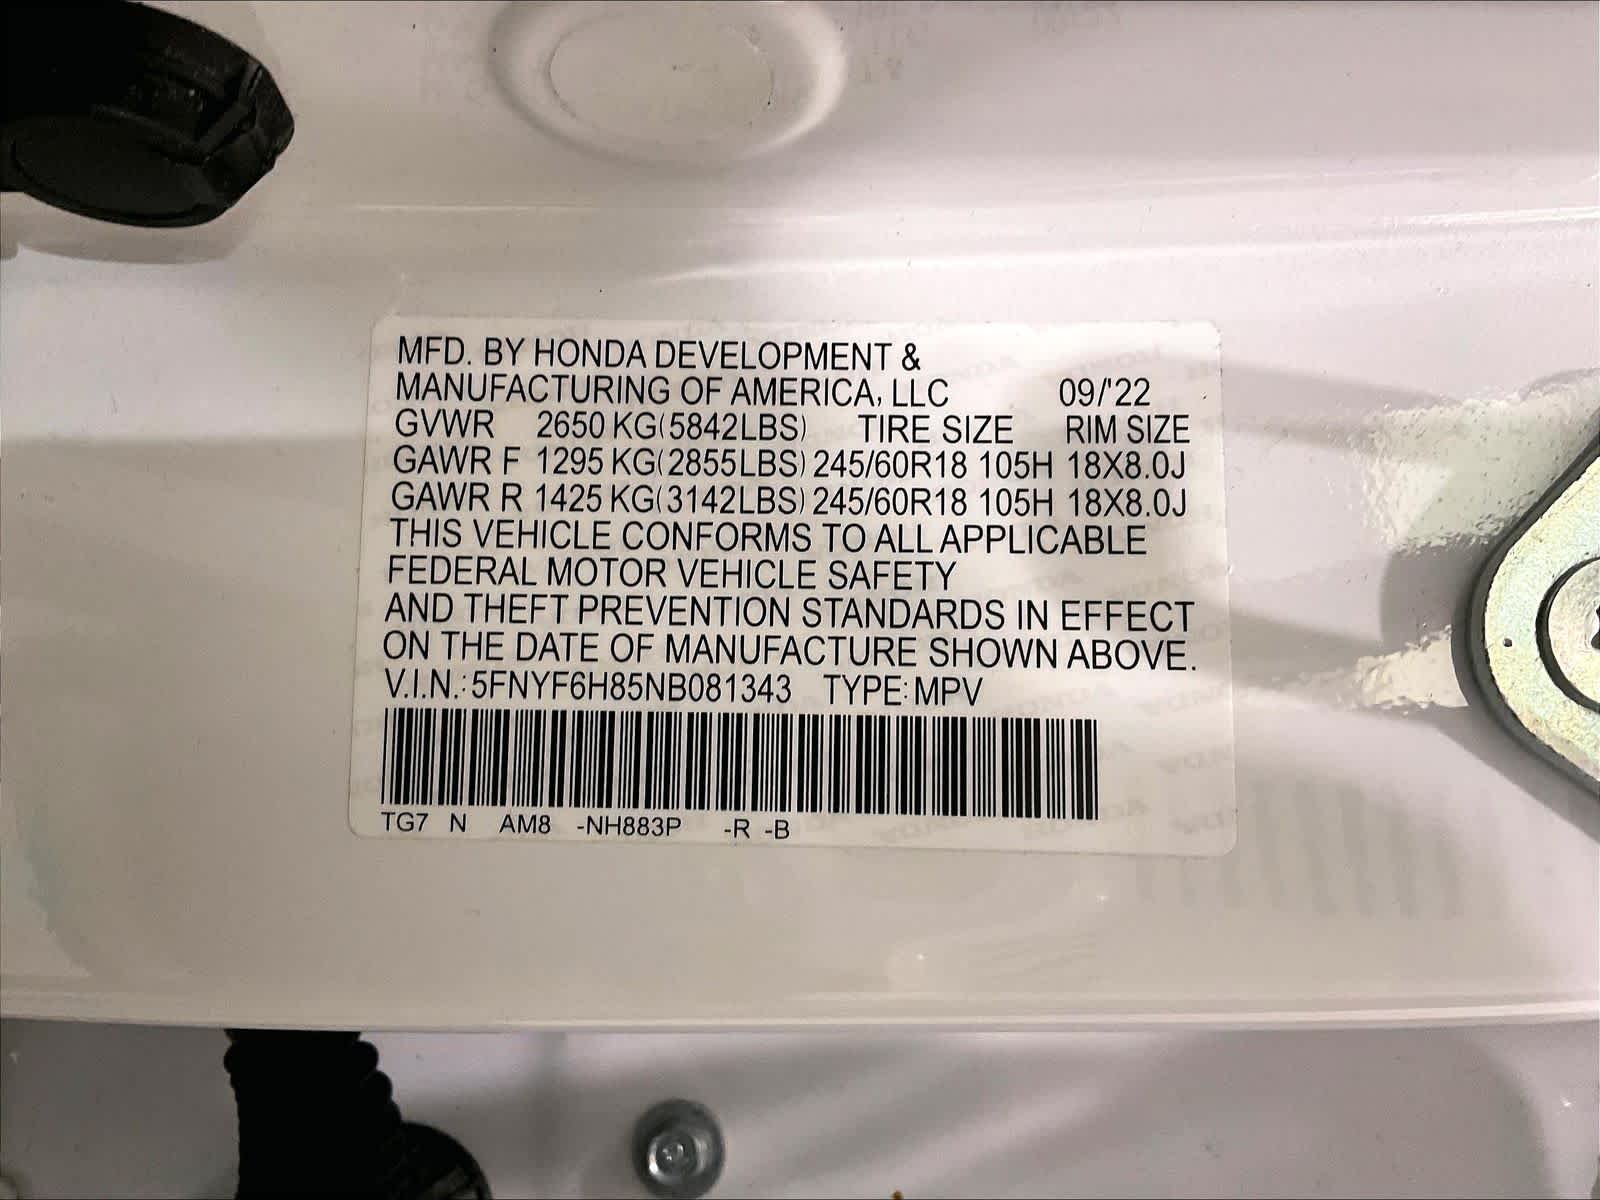 MFD. BY HONDA DEVELOPMENT &
MANUFACTURING OF AMERICA, LLC 09/'22
GVWR 2650 KG(5842LBS) TIRE SIZE RIM SIZE
GAWR F 1295 KG(2855LBS) 245/60R18 105H 18X8.0J
GAWR R 1425 KG(3142LBS) 245/60R18 105H 18X8.0J
THIS VEHICLE CONFORMS TO ALL APPLICABLE
FEDERAL MOTOR VEHICLE SAFETY
AND THEFT PREVENTION STANDARDS IN EFFECT
ON THE DATE OF MANUFACTURE SHOWN ABOVE.
V.I.N.:5FNYF6H85NB081343 TYPE:MPV
TG7 N AM8 -NH883P -R -B